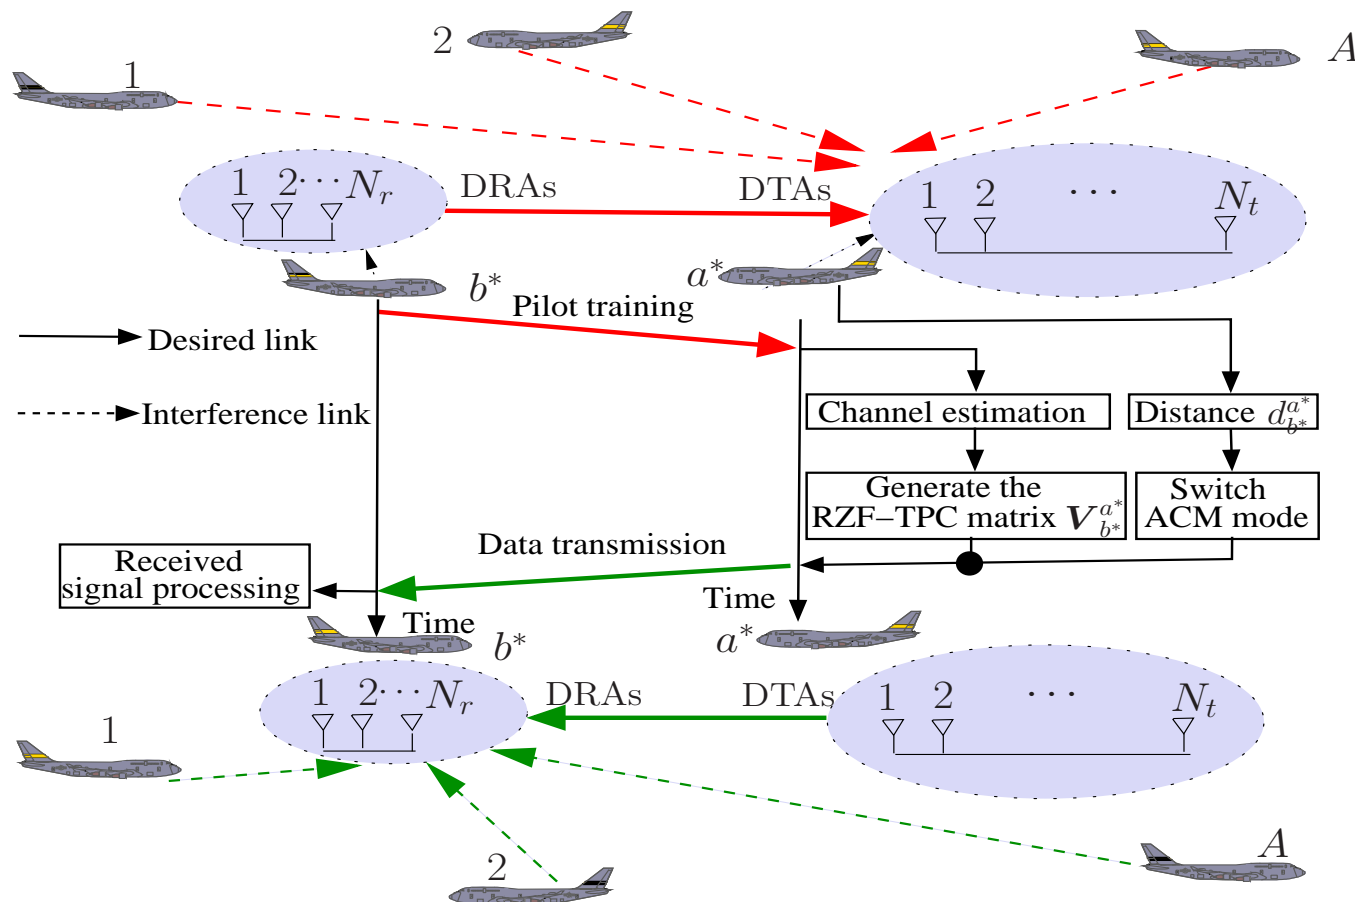 1
2
A
1 2 ··· N_r
DRAs
DTAs
1 2 ··· N_t
b*
a*
Pilot training
Desired link
Interference link
Channel estimation
Distance d_{b*}^{a*}
Generate the
RZF–TPC matrix V_{b*}^{a*}
Switch
ACM mode
Data transmission
Received
signal processing
Time
Time
b*
a*
1 2 ··· N_r
DRAs
DTAs
1 2 ··· N_t
1
2
A